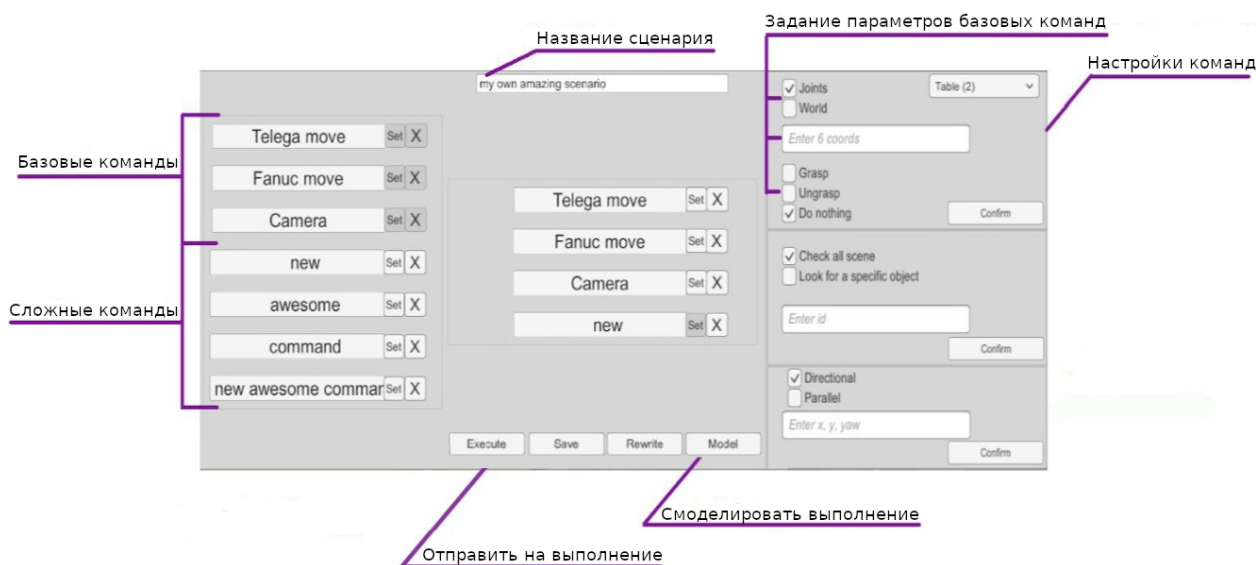 Задание параметров базовых команд
Название сценария
Настройки команд
my own amazing scenario
Joints
World
Table (2)
Enter 6 coords
Grasp
Ungrasp
Do nothing
Confirm
Базовые команды
Telega move Set X
Fanuc move Set X
Camera Set X
Сложные команды
new Set X
awesome Set X
command Set X
new awesome commar Set X
Telega move Set X
Fanuc move Set X
Camera Set X
new Set X
Check all scene
Look for a specific object
Enter id
Confirm
Directional
Parallel
Enter x, y, yaw
Confirm
Execute Save Rewrite Model
Смоделировать выполнение
Отправить на выполнение